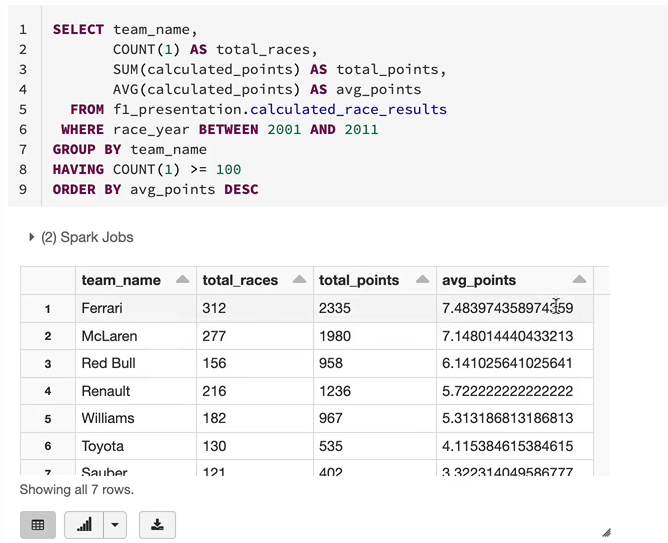 1 SELECT team_name,
2 COUNT(1) AS total_races,
3 SUM(calculated_points) AS total_points,
4 AVG(calculated_points) AS avg_points
5 FROM f1_presentation.calculated_race_results
6 WHERE race_year BETWEEN 2001 AND 2011
7 GROUP BY team_name
8 HAVING COUNT(1) >= 100
9 ORDER BY avg_points DESC
(2) Spark Jobs
team_name total_races total_points avg_points
1 Ferrari 312 2335 7.483974358974359
2 McLaren 277 1980 7.148014440433213
3 Red Bull 156 958 6.141025641025641
4 Renault 216 1236 5.722222222222222
5 Williams 182 967 5.313186813186813
6 Toyota 130 535 4.115384615384615
7 Sauber 121 402 3.322314049586777
Showing all 7 rows.